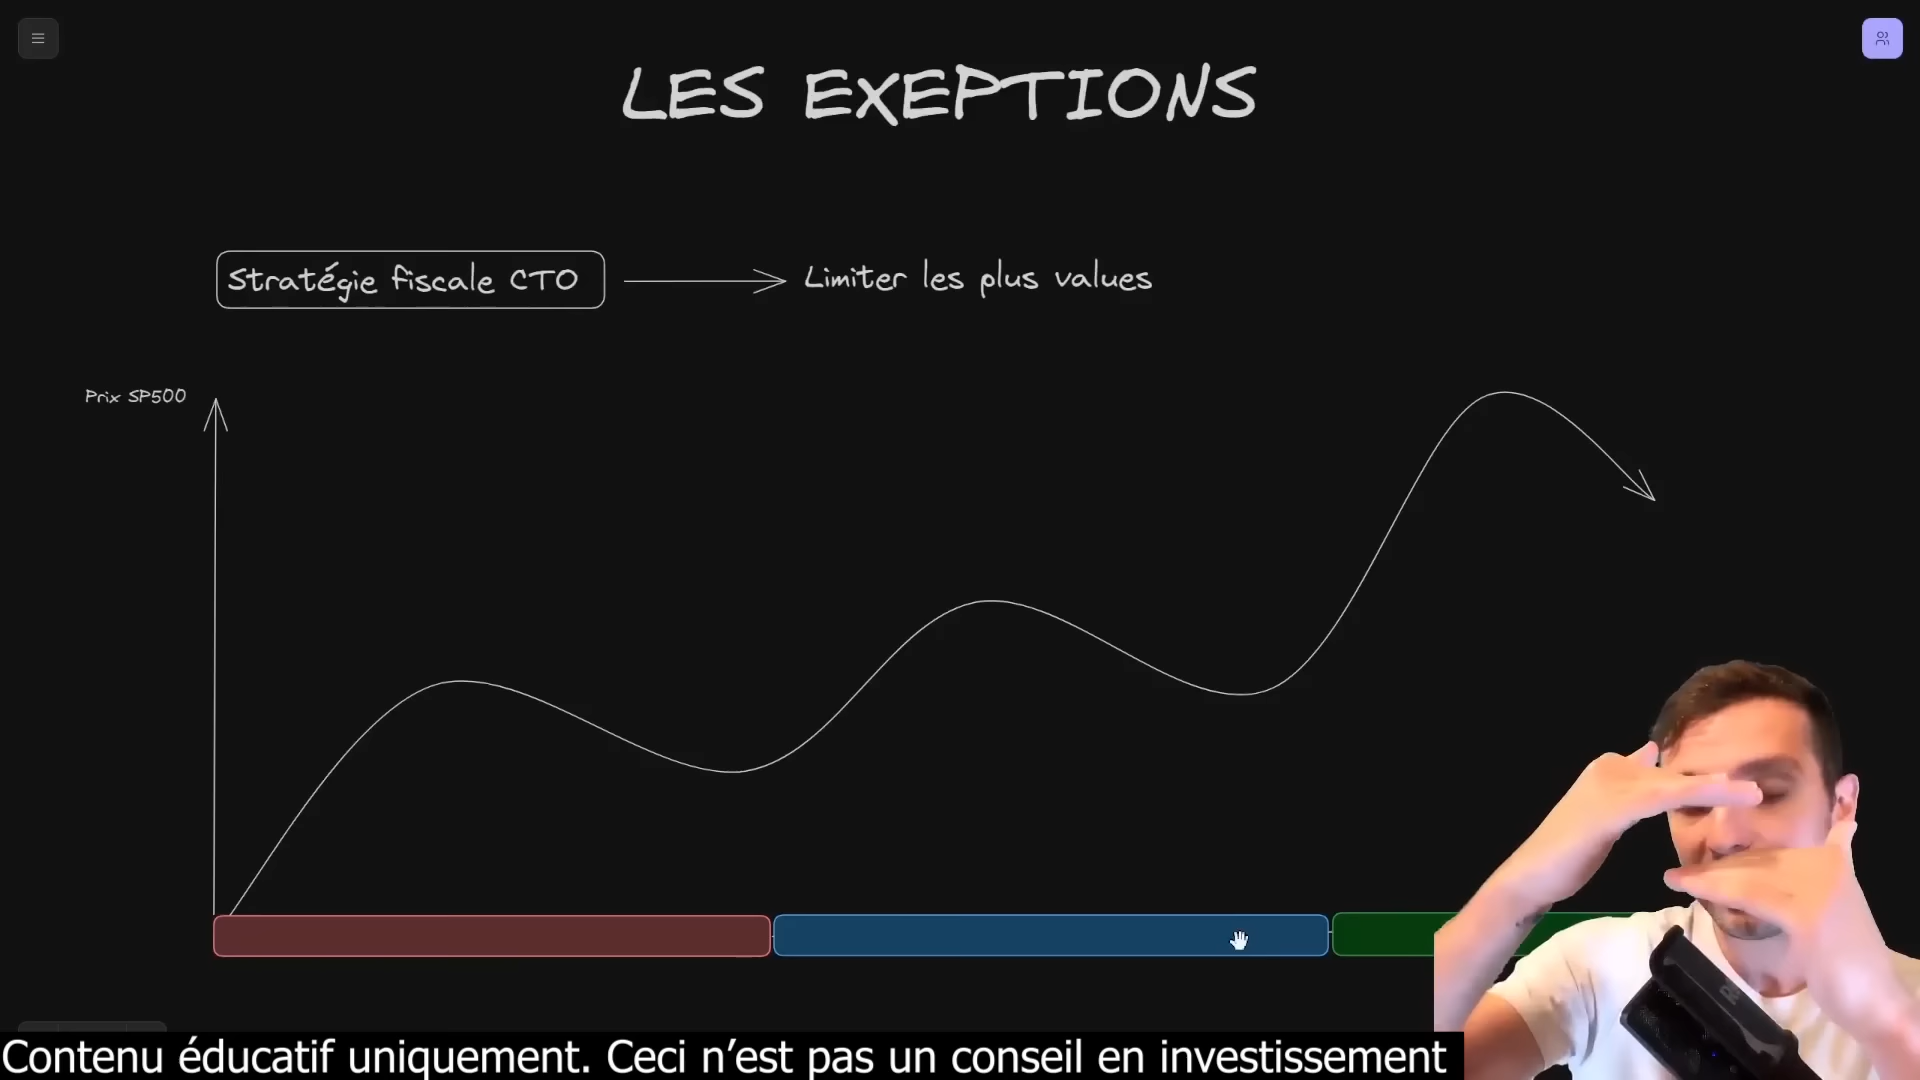 LES EXEPTIONS
Stratégie fiscale CTO
Limiter les plus values
Prix SP500
Contenu éducatif uniquement. Ceci n’est pas un conseil en investissement